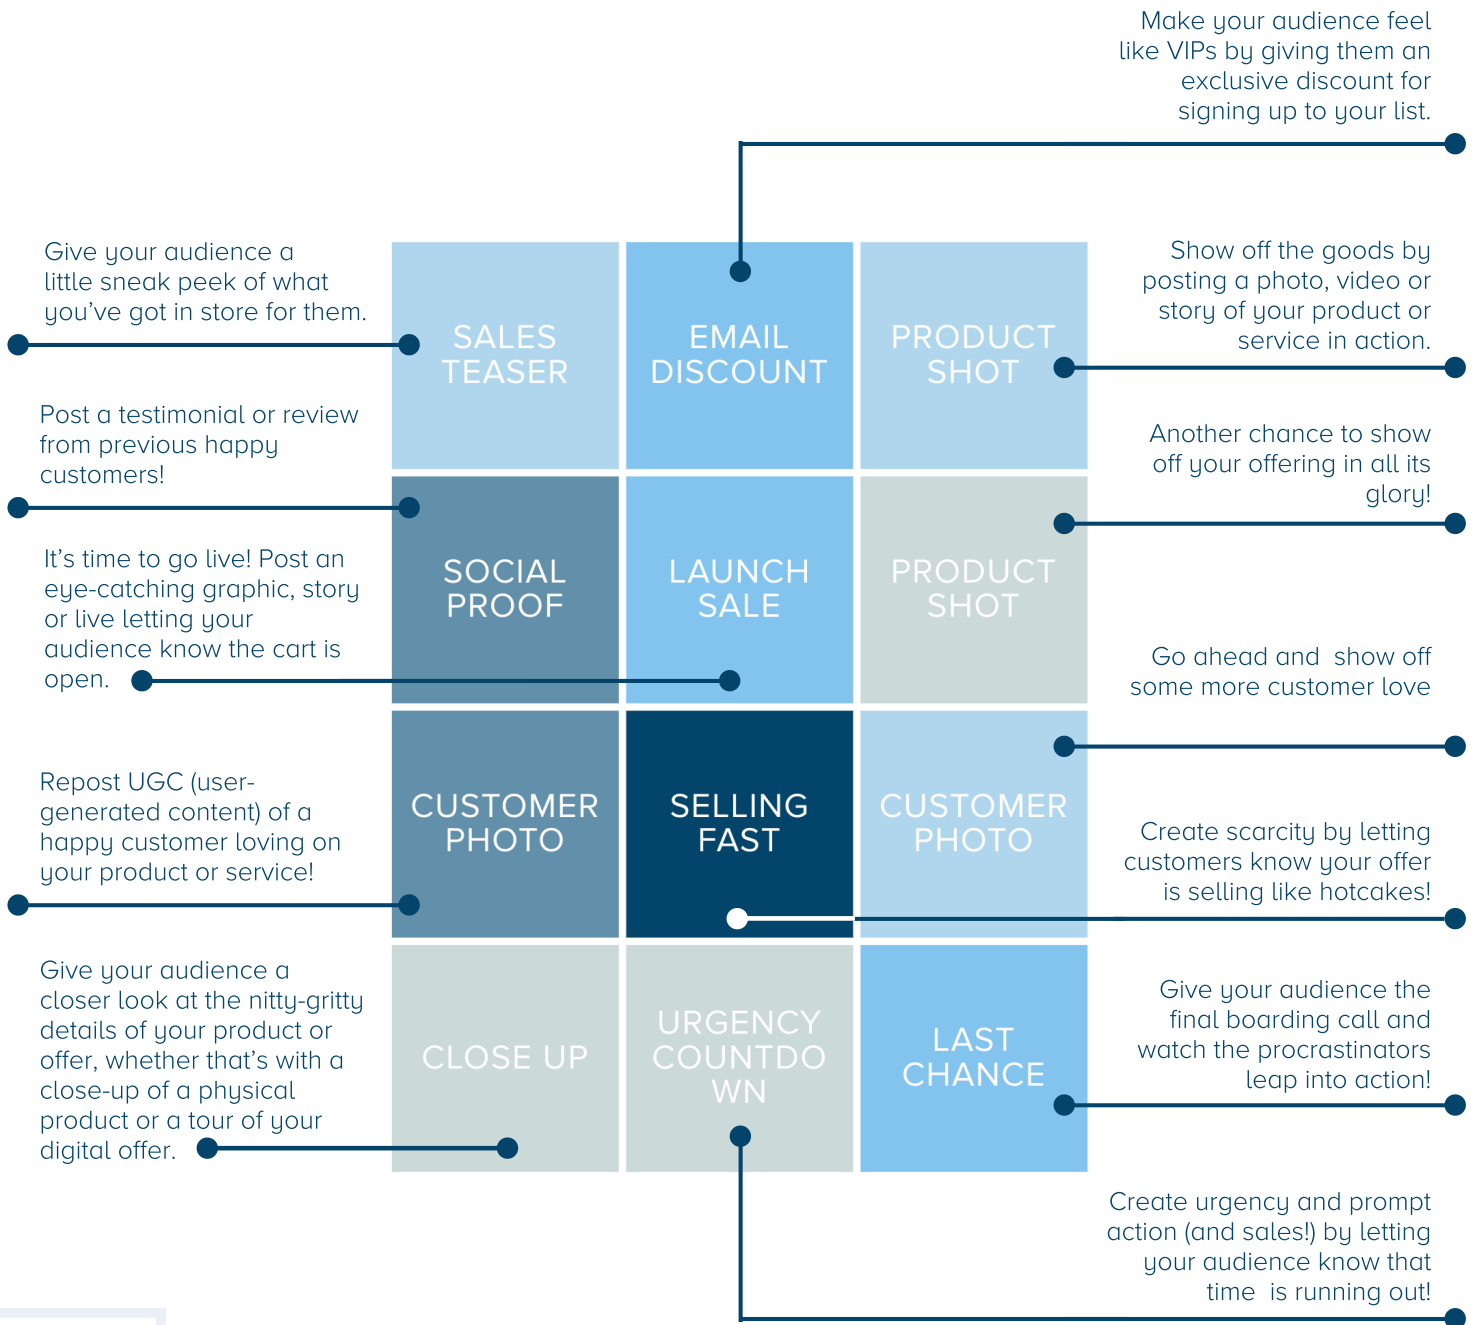 Make your audience feel
like VIPs by giving them an
exclusive discount for
signing up to your list.
Give your audience a
little sneak peek of what
you’ve got in store for them.
SALES
TEASER
EMAIL
DISCOUNT
PRODUCT
SHOT
Show off the goods by
posting a photo, video or
story of your product or
service in action.
Post a testimonial or review
from previous happy
customers!
Another chance to show
off your offering in all its
glory!
It’s time to go live! Post an
eye-catching graphic, story
or live letting your
audience know the cart is
open.
SOCIAL
PROOF
LAUNCH
SALE
PRODUCT
SHOT
Go ahead and  show off
some more customer love
Repost UGC (user-
generated content) of a
happy customer loving on
your product or service!
CUSTOMER
PHOTO
SELLING
FAST
CUSTOMER
PHOTO
Create scarcity by letting
customers know your offer
is selling like hotcakes!
Give your audience a
closer look at the nitty-gritty
details of your product or
offer, whether that’s with a
close-up of a physical
product or a tour of your
digital offer.
CLOSE UP
URGENCY
COUNTDO
WN
LAST
CHANCE
Give your audience the
final boarding call and
watch the procrastinators
leap into action!
Create urgency and prompt
action (and sales!) by letting
your audience know that
time  is running out!